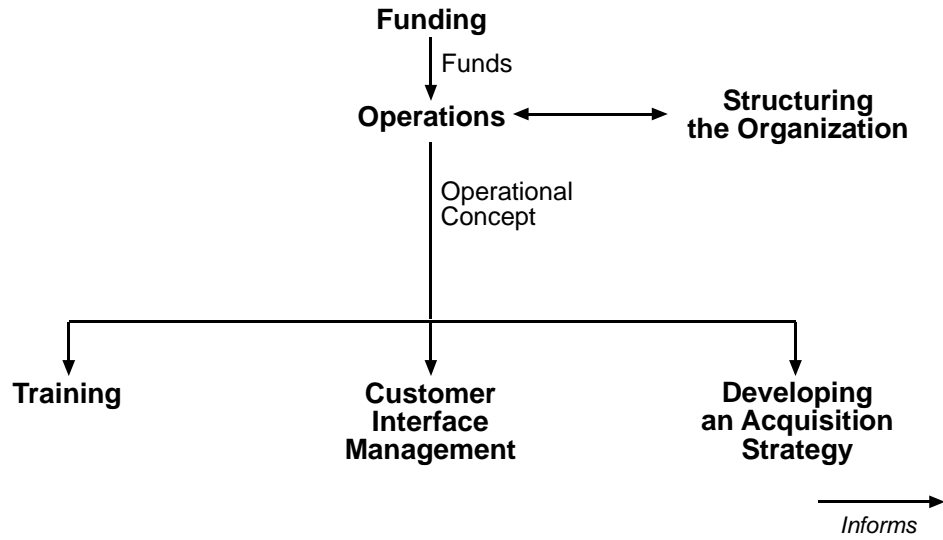 Funding
Funds
Operations
Structuring
the Organization
Operational
Concept
Training
Customer
Interface
Management
Developing
an Acquisition
Strategy
Informs